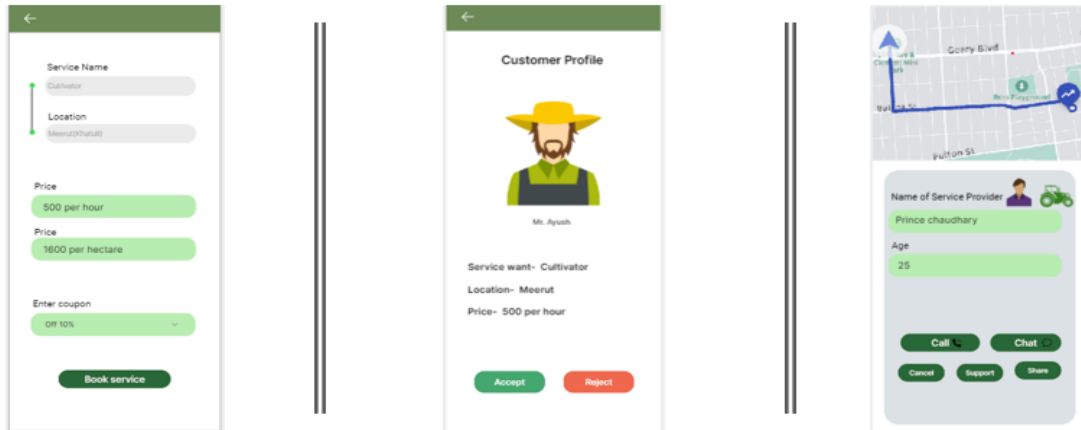 Service Name
Cultivator
Location
Meerut(Khatuli)
Price
500 per hour
Price
1600 per hectare
Enter coupon
Off 10%
Book service
Customer Profile
Mr. Ayush
Service want- Cultivator
Location- Meerut
Price- 500 per hour
Accept
Reject
Geary Blvd
Fulton St
Name of Service Provider
Prince chaudhary
Age
25
Call
Chat
Cancel
Support
Share